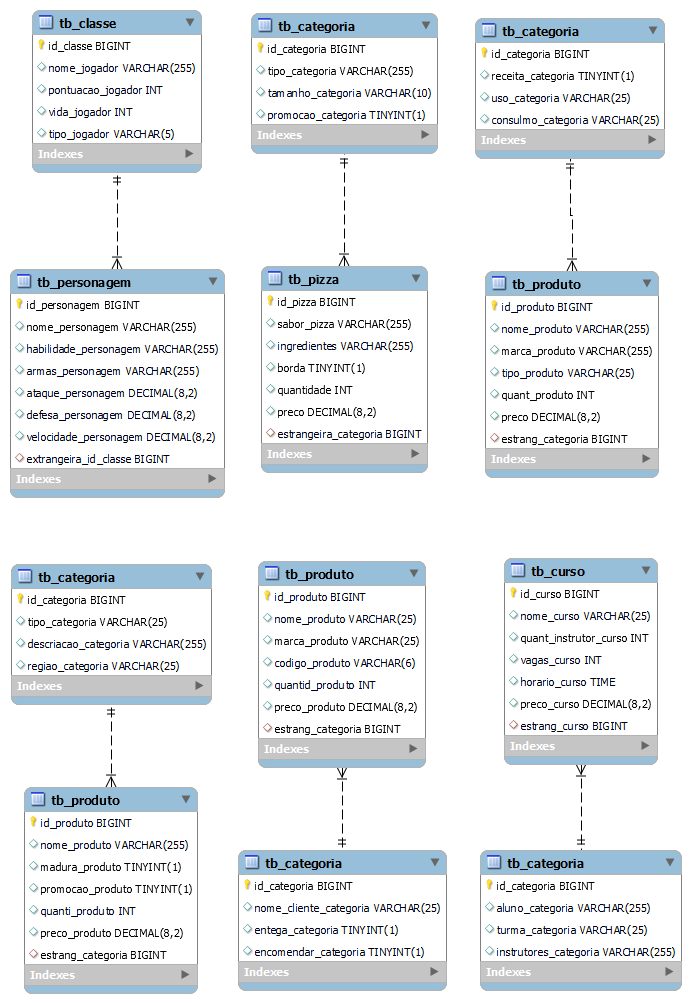 tb_classe
id_classe BIGINT
nome_jogador VARCHAR(255)
pontuacao_jogador INT
vida_jogador INT
tipo_jogador VARCHAR(5)
Indexes
tb_categoria
id_categoria BIGINT
tipo_categoria VARCHAR(255)
tamanho_categoria VARCHAR(10)
promocao_categoria TINYINT(1)
Indexes
tb_categoria
id_categoria BIGINT
receita_categoria TINYINT(1)
uso_categoria VARCHAR(25)
consulmo_categoria VARCHAR(25)
Indexes
tb_personagem
id_personagem BIGINT
nome_personagem VARCHAR(255)
habilidade_personagem VARCHAR(255)
armas_personagem VARCHAR(255)
ataque_personagem DECIMAL(8,2)
defesa_personagem DECIMAL(8,2)
velocidade_personagem DECIMAL(8,2)
extrangeira_id_classe BIGINT
Indexes
tb_pizza
id_pizza BIGINT
sabor_pizza VARCHAR(255)
ingredientes VARCHAR(255)
borda TINYINT(1)
quantidade INT
preco DECIMAL(8,2)
estrangeira_categoria BIGINT
Indexes
tb_produto
id_produto BIGINT
nome_produto VARCHAR(255)
marca_produto VARCHAR(255)
tipo_produto VARCHAR(25)
quant_produto INT
preco DECIMAL(8,2)
estrang_categoria BIGINT
Indexes
tb_categoria
id_categoria BIGINT
tipo_categoria VARCHAR(25)
descriacao_categoria VARCHAR(255)
regiao_categoria VARCHAR(25)
Indexes
tb_produto
id_produto BIGINT
nome_produto VARCHAR(25)
marca_produto VARCHAR(25)
codigo_produto VARCHAR(6)
quantid_produto INT
preco_produto DECIMAL(8,2)
estrang_categoria BIGINT
Indexes
tb_curso
id_curso BIGINT
nome_curso VARCHAR(25)
quant_instrutor_curso INT
vagas_curso INT
horario_curso TIME
preco_curso DECIMAL(8,2)
estrang_curso BIGINT
Indexes
tb_produto
id_produto BIGINT
nome_produto VARCHAR(255)
madura_produto TINYINT(1)
promocao_produto TINYINT(1)
quanti_produto INT
preco_produto DECIMAL(8,2)
estrang_categoria BIGINT
Indexes
tb_categoria
id_categoria BIGINT
nome_cliente_categoria VARCHAR(25)
entega_categoria TINYINT(1)
encomendar_categoria TINYINT(1)
Indexes
tb_categoria
id_categoria BIGINT
aluno_categoria VARCHAR(255)
turma_categoria VARCHAR(25)
instrutores_categoria VARCHAR(255)
Indexes